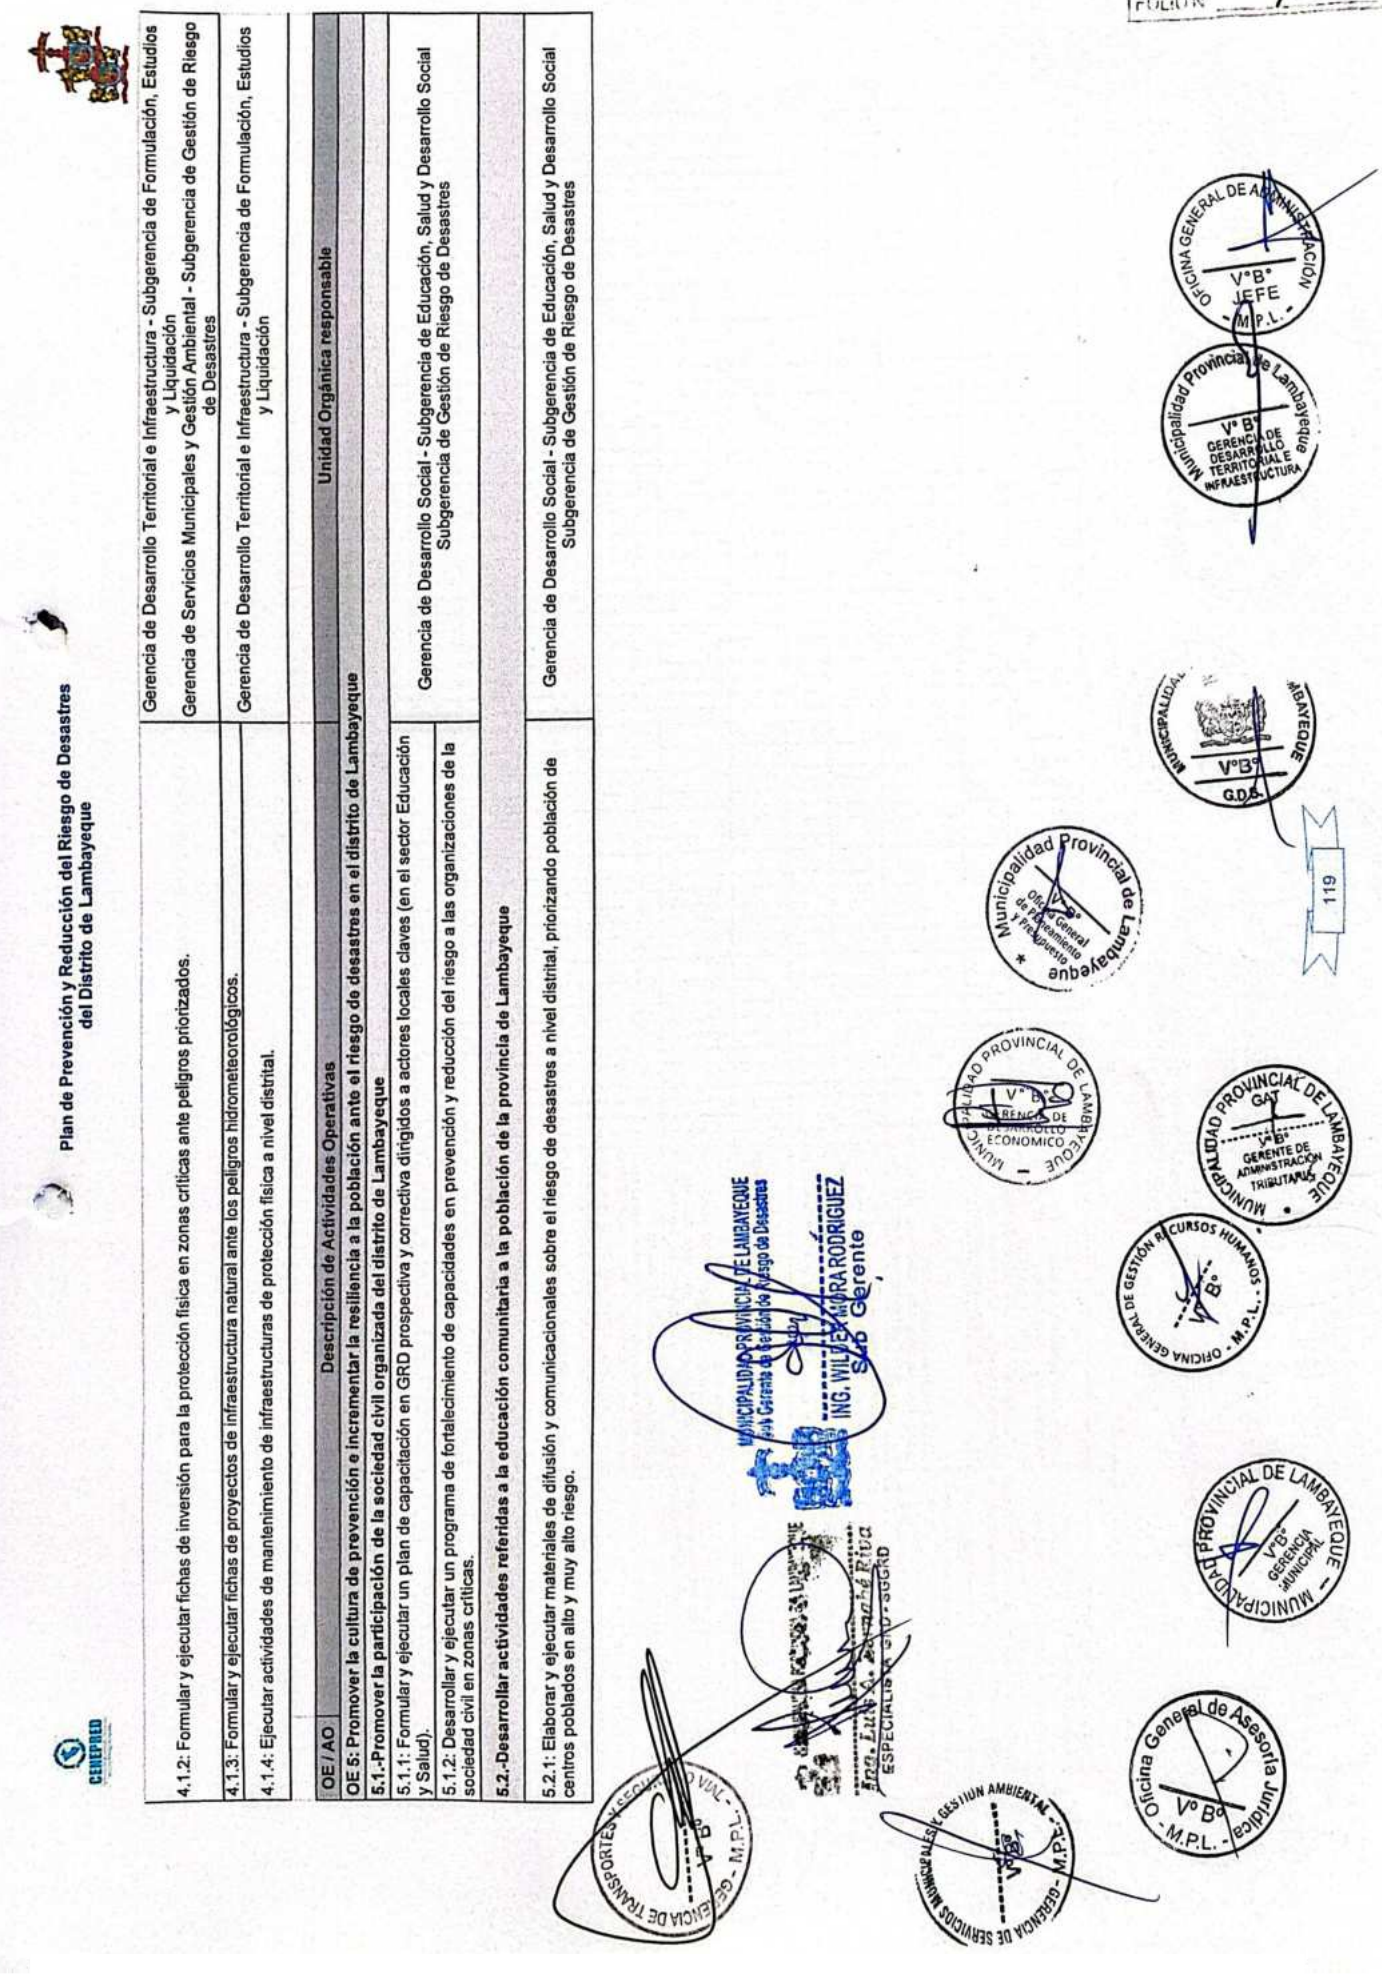 CENEPRED
Plan de Prevención y Reducción del Riesgo de Desastres
del Distrito de Lambayeque
4.1.2: Formular y ejecutar fichas de inversión para la protección física en zonas críticas ante peligros priorizados.
Gerencia de Desarrollo Territorial e Infraestructura - Subgerencia de Formulación, Estudios
y Liquidación
Gerencia de Servicios Municipales y Gestión Ambiental - Subgerencia de Gestión de Riesgo
de Desastres
4.1.3: Formular y ejecutar fichas de proyectos de infraestructura natural ante los peligros hidrometeorológicos.
4.1.4: Ejecutar actividades de mantenimiento de infraestructuras de protección física a nivel distrital.
Gerencia de Desarrollo Territorial e Infraestructura - Subgerencia de Formulación, Estudios
y Liquidación
OE / AO Descripción de Actividades Operativas Unidad Orgánica responsable
OE 5: Promover la cultura de prevención e incrementar la resiliencia a la población ante el riesgo de desastres en el distrito de Lambayeque
5.1.-Promover la participación de la sociedad civil organizada del distrito de Lambayeque
5.1.1: Formular y ejecutar un plan de capacitación en GRD prospectiva y correctiva dirigidos a actores locales claves (en el sector Educación
y Salud).
5.1.2: Desarrollar y ejecutar un programa de fortalecimiento de capacidades en prevención y reducción del riesgo a las organizaciones de la
sociedad civil en zonas críticas.
Gerencia de Desarrollo Social - Subgerencia de Educación, Salud y Desarrollo Social
Subgerencia de Gestión de Riesgo de Desastres
5.2.-Desarrollar actividades referidas a la educación comunitaria a la población de la provincia de Lambayeque
5.2.1: Elaborar y ejecutar materiales de difusión y comunicacionales sobre el riesgo de desastres a nivel distrital, priorizando población de
centros poblados en alto y muy alto riesgo.
Gerencia de Desarrollo Social - Subgerencia de Educación, Salud y Desarrollo Social
Subgerencia de Gestión de Riesgo de Desastres
GERENCIA DE TRANSPORTES Y VIAL - M.P.L.
V° B°
ESPECIALISTA GRD - SGGRD
MUNICIPALIDAD PROVINCIAL DE LAMBAYEQUE
Sub Gerente de Gestión de Riesgo de Desastres
ING. WILDER MORA RODRIGUEZ
Sub Gerente
GERENCIA DE SERVICIOS MUNICIPALES Y GESTIÓN AMBIENTAL
MUNICIPALIDAD PROVINCIAL DE LAMBAYEQUE
V° B°
GERENCIA DE
DESARROLLO
ECONOMICO
Municipalidad Provincial de Lambayeque
V° B°
Oficina General
de Planeamiento
y Presupuesto
Oficina General de Asesoría Jurídica
V° B°
- M.P.L. -
MUNICIPALIDAD PROVINCIAL DE LAMBAYEQUE
V°B°
GERENCIA
MUNICIPAL
OFICINA GENERAL DE GESTIÓN RECURSOS HUMANOS - M.P.L. -
V° B°
MUNICIPALIDAD PROVINCIAL DE LAMBAYEQUE
GAT
V° B°
GERENTE DE
ADMINISTRACIÓN
TRIBUTARIA
V°B°
G.D.S.
Municipalidad Provincial de Lambayeque
V° B°
GERENCIA DE
DESARROLLO
TERRITORIAL E
INFRAESTRUCTURA
OFICINA GENERAL DE ADMINISTRACIÓN
V°B°
JEFE
- M.P.L. -
119